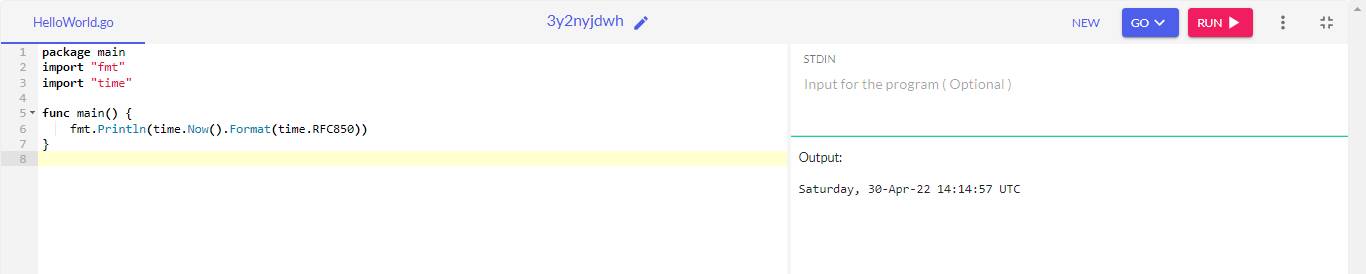 HelloWorld.go
3y2nyjdwh
NEW
GO
RUN
1 package main
2 import "fmt"
3 import "time"
4
5 func main() {
6     fmt.Println(time.Now().Format(time.RFC850))
7 }
8
STDIN
Input for the program ( Optional )
Output:
Saturday, 30-Apr-22 14:14:57 UTC